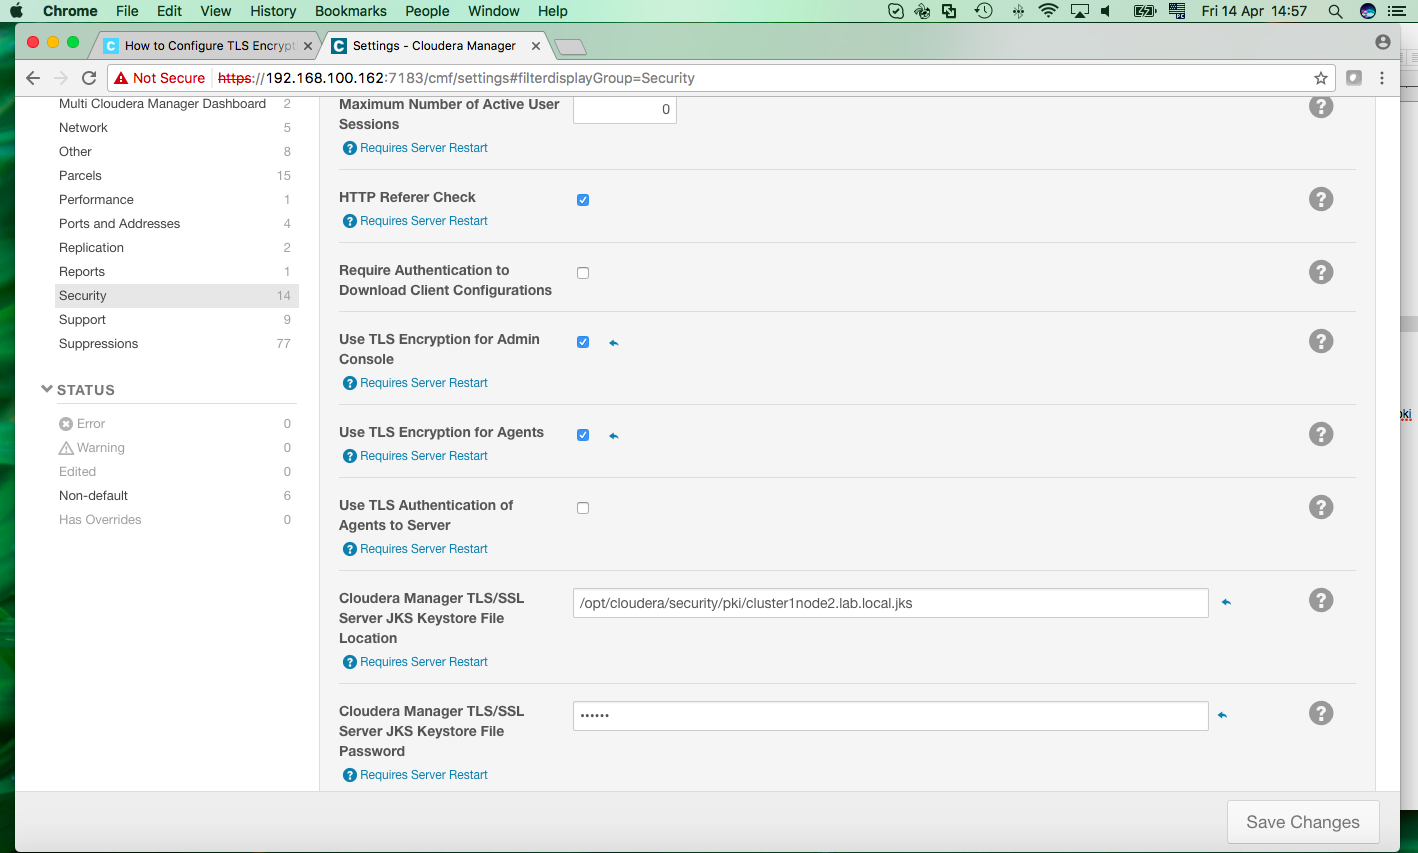 Chrome File Edit View History Bookmarks People Window Help Fri 14 Apr 14:57
How to Configure TLS Encrypt Settings - Cloudera Manager
Not Secure https://192.168.100.162:7183/cmf/settings#filterdisplayGroup=Security
Multi Cloudera Manager Dashboard 2
Network 5
Other 8
Parcels 15
Performance 1
Ports and Addresses 4
Replication 2
Reports 1
Security 14
Support 9
Suppressions 77
STATUS
Error 0
Warning 0
Edited 0
Non-default 6
Has Overrides 0
Maximum Number of Active User
Sessions
0
Requires Server Restart
HTTP Referer Check
Requires Server Restart
Require Authentication to
Download Client Configurations
Use TLS Encryption for Admin
Console
Requires Server Restart
Use TLS Encryption for Agents
Requires Server Restart
Use TLS Authentication of
Agents to Server
Requires Server Restart
Cloudera Manager TLS/SSL
Server JKS Keystore File
Location
/opt/cloudera/security/pki/cluster1node2.lab.local.jks
Requires Server Restart
Cloudera Manager TLS/SSL
Server JKS Keystore File
Password
••••••
Requires Server Restart
Save Changes